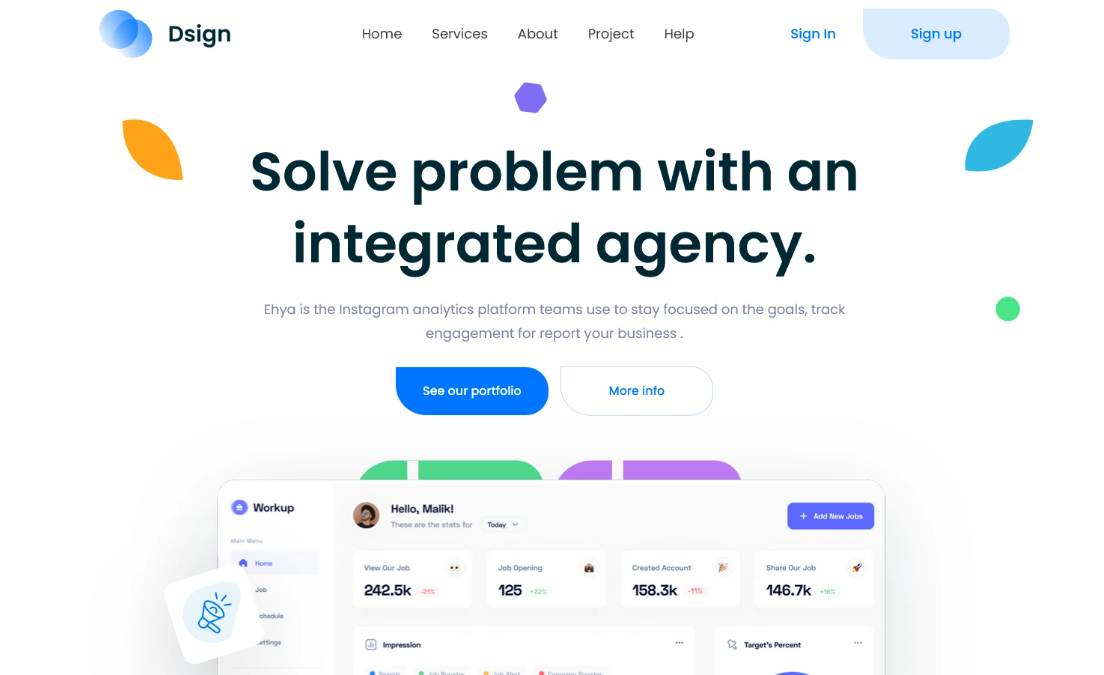 Dsign
Home Services About Project Help
Sign In Sign up
Solve problem with an
integrated agency.
Ehya is the Instagram analytics platform teams use to stay focused on the goals, track
engagement for report your business .
See our portfolio More info
Workup
Hello, Malik!
These are the stats for Today
Add New Jobs
Main Menu
Home
Job
Schedule
Settings
View Our Job
242.5k -21%
Job Opening
125 +22%
Created Account
158.3k -11%
Share Our Job
146.7k +18%
Impression
Target's Percent